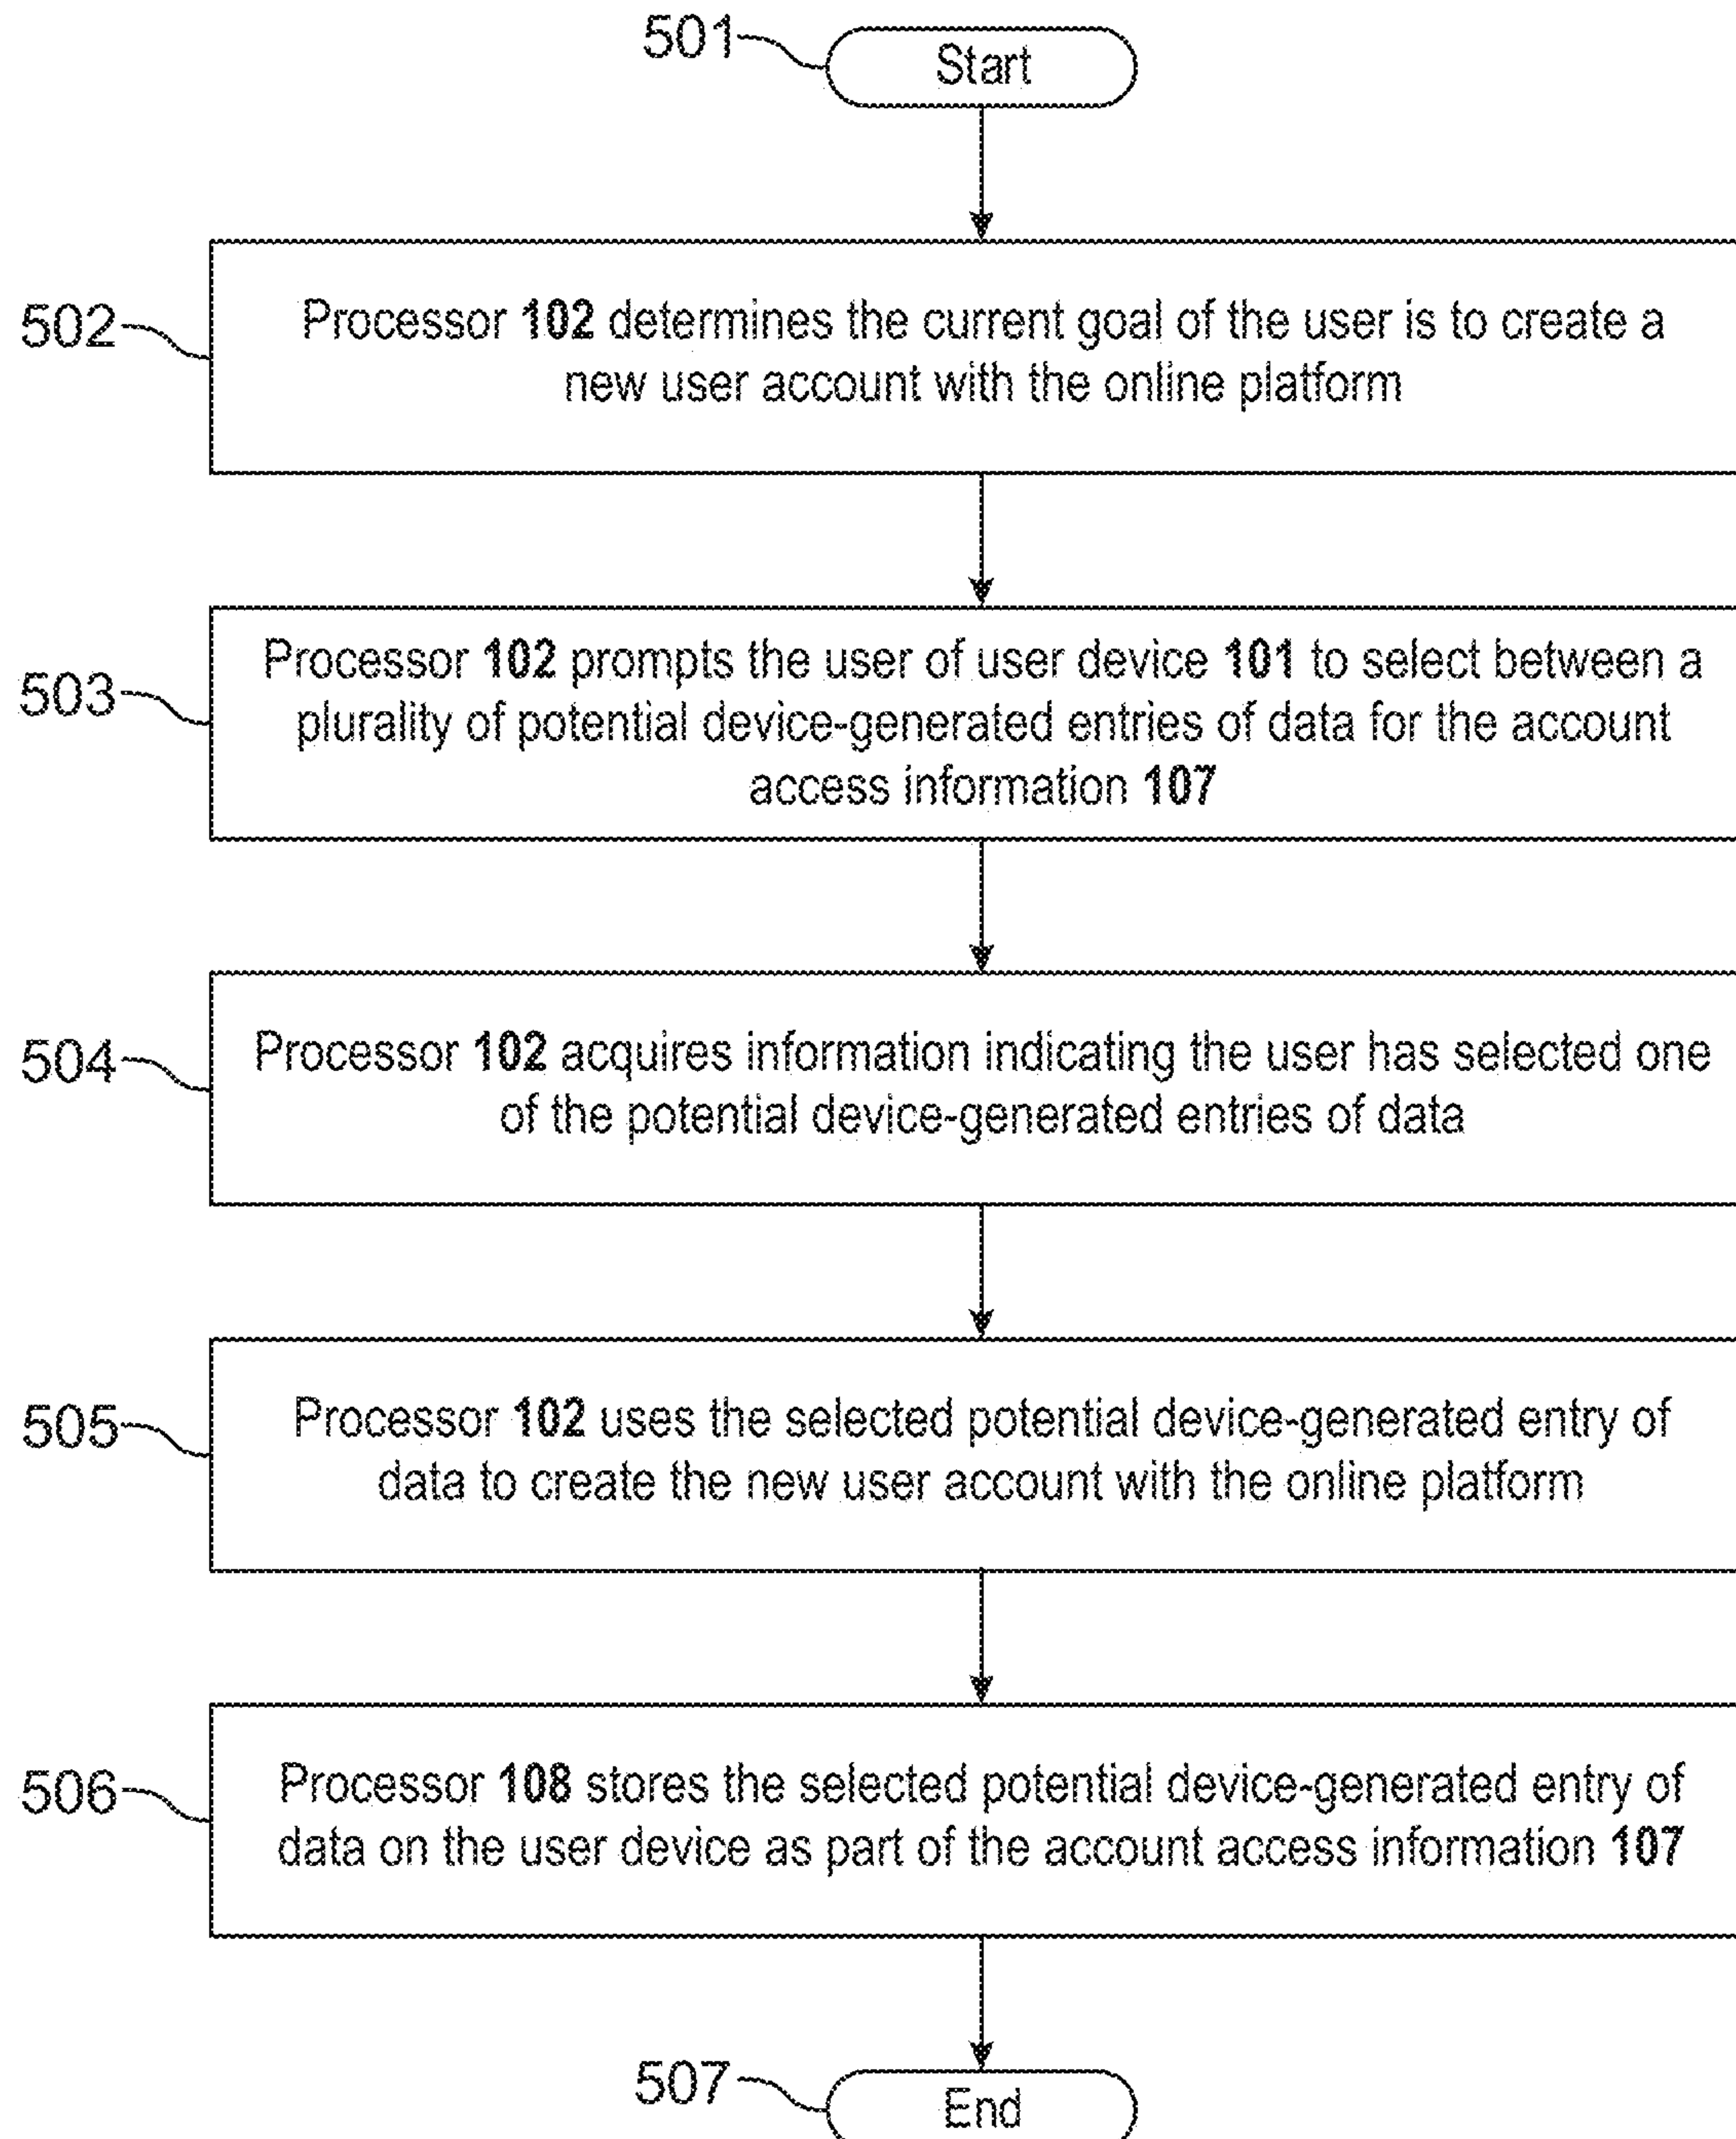 501
Start
502
Processor 102 determines the current goal of the user is to create a
new user account with the online platform
503
Processor 102 prompts the user of user device 101 to select between a
plurality of potential device-generated entries of data for the account
access information 107
504
Processor 102 acquires information indicating the user has selected one
of the potential device-generated entries of data
505
Processor 102 uses the selected potential device-generated entry of
data to create the new user account with the online platform
506
Processor 108 stores the selected potential device-generated entry of
data on the user device as part of the account access information 107
507
End